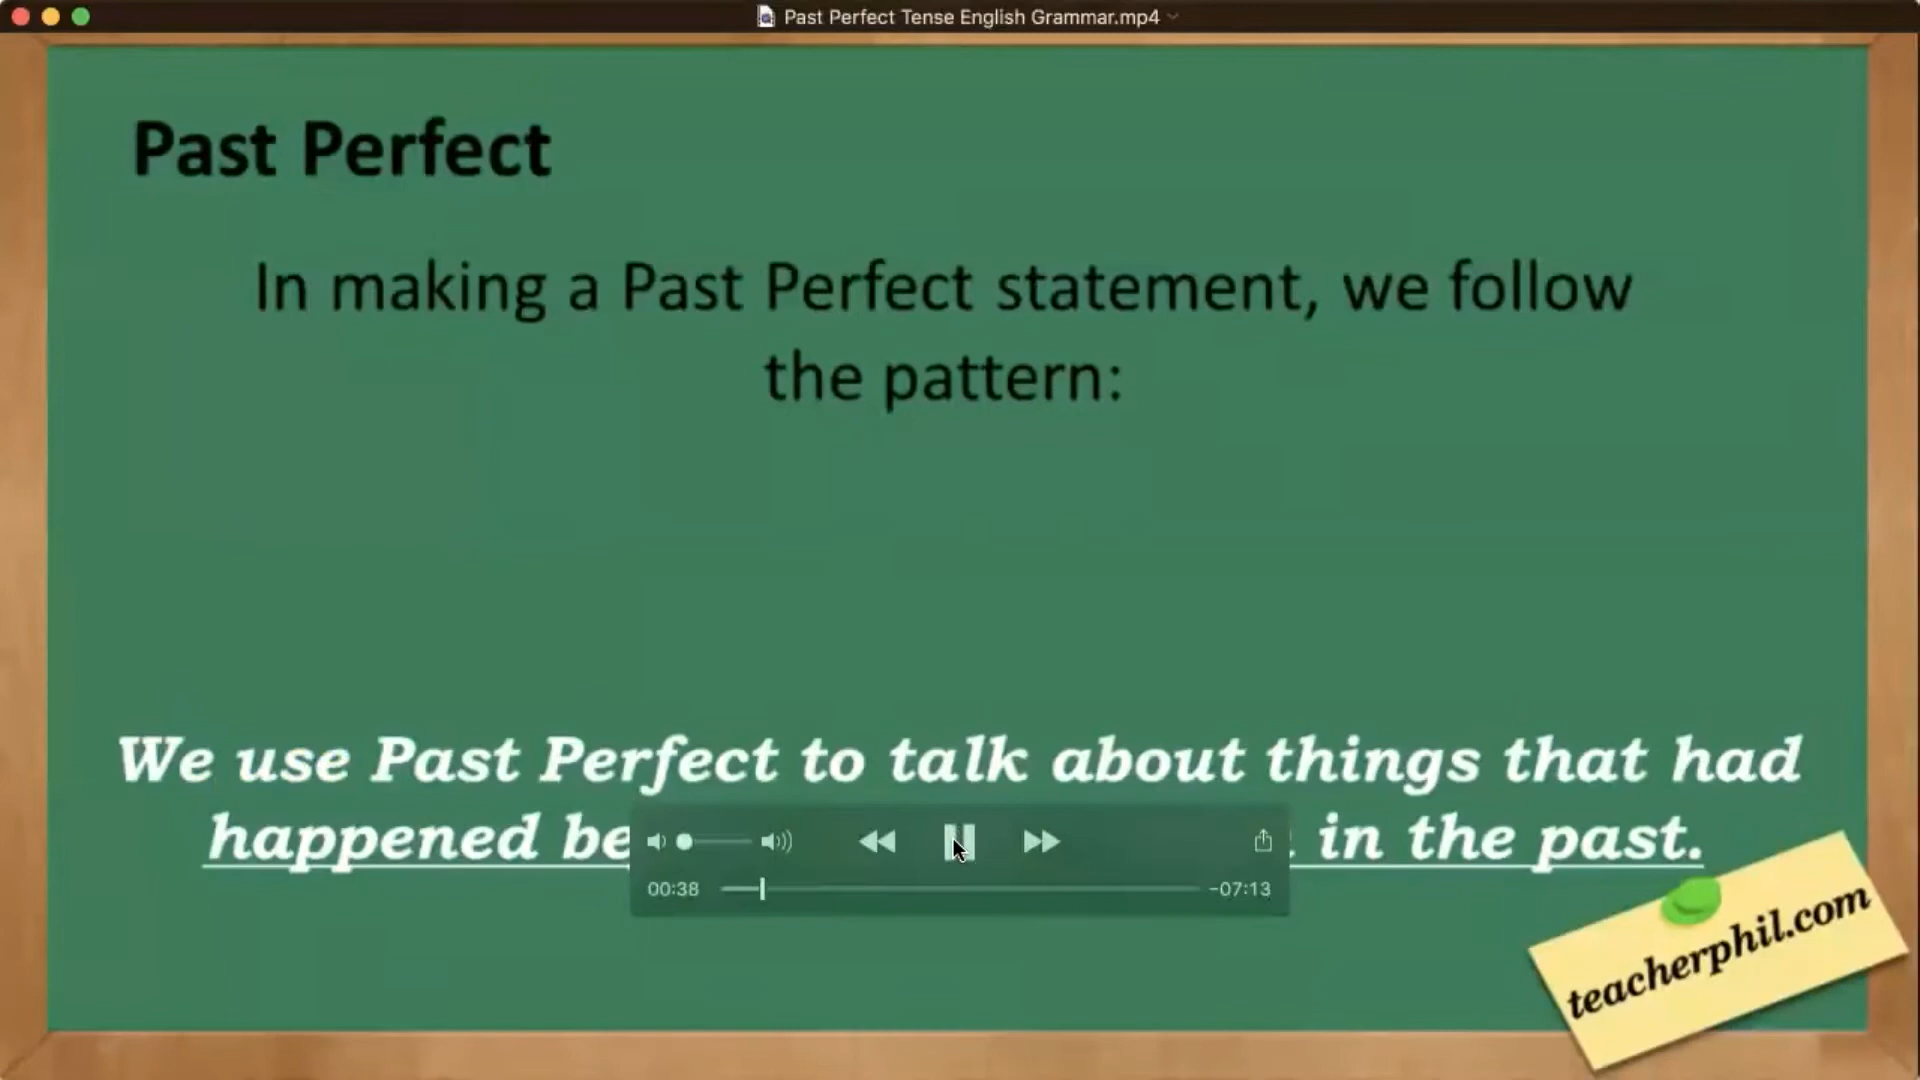 Past Perfect Tense English Grammar.mp4
Past Perfect
In making a Past Perfect statement, we follow
the pattern:
We use Past Perfect to talk about things that had
happened in the past.
00:38
-07:13
teacherphil.com